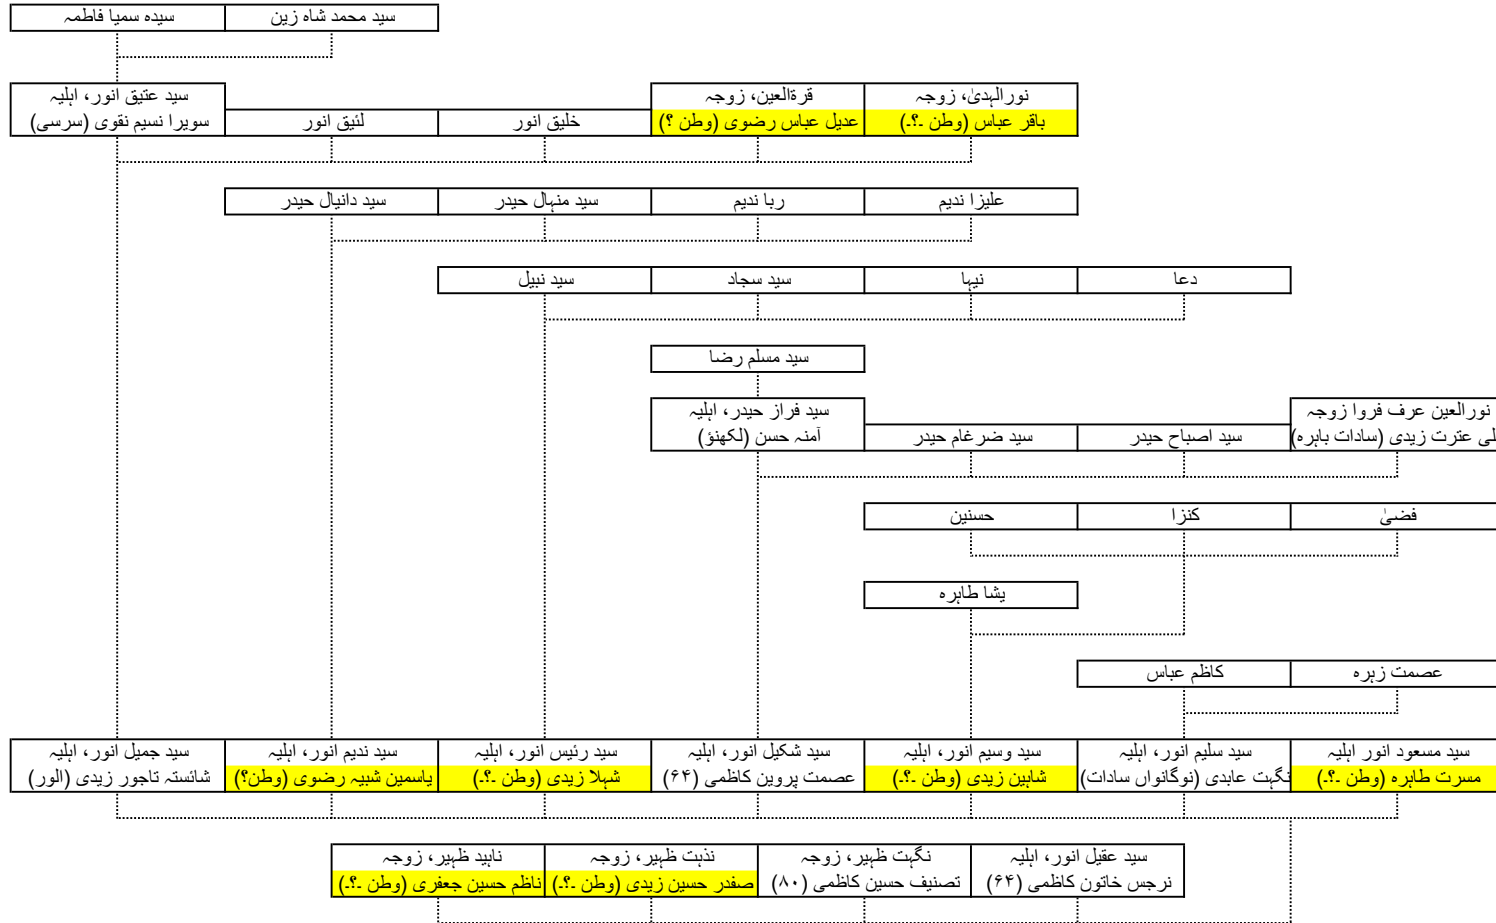 سید محمد شاہ زین
سیدہ سمیا فاطمہ
نورالہدیٰ، زوجہ
باقر عباس (وطن ۔؟۔)
قرۃالعین، زوجہ
عدیل عباس رضوی (وطن ؟)
خلیق انور
لئیق انور
سید عتیق انور، اہلیہ
سویرا نسیم نقوی (سرسی)
علیزا ندیم
ربا ندیم
سید منہال حیدر
سید دانیال حیدر
دعا
نیہا
سید سجاد
سید نبیل
سید مسلم رضا
نورالعین عرف فروا زوجہ
لی عترت زیدی (سادات باہرہ)
سید اصباح حیدر
سید ضرغام حیدر
سید فراز حیدر، اہلیہ
آمنہ حسن (لکھنؤ)
فضیٰ
کنزا
حسنین
یشا طاہرہ
عصمت زہرہ
کاظم عباس
سید مسعود انور اہلیہ
مسرت طاہرہ (وطن ۔؟۔)
سید سلیم انور، اہلیہ
نگہت عابدی (نوگانواں سادات)
سید وسیم انور، اہلیہ
شاہین زیدی (وطن ۔؟۔)
سید شکیل انور، اہلیہ
عصمت پروین کاظمی (۶۴)
سید رئیس انور، اہلیہ
شہلا زیدی (وطن ۔؟۔)
سید ندیم انور، اہلیہ
یاسمین شبیہ رضوی (وطن؟)
سید جمیل انور، اہلیہ
شائستہ تاجور زیدی (الور)
سید عقیل انور، اہلیہ
نرجس خاتون کاظمی (۶۴)
نگہت ظہیر، زوجہ
تصنیف حسین کاظمی (۸۰)
نذہت ظہیر، زوجہ
صفدر حسین زیدی (وطن ۔؟۔)
ناہید ظہیر، زوجہ
ناظم حسین جعفری (وطن ۔؟۔)